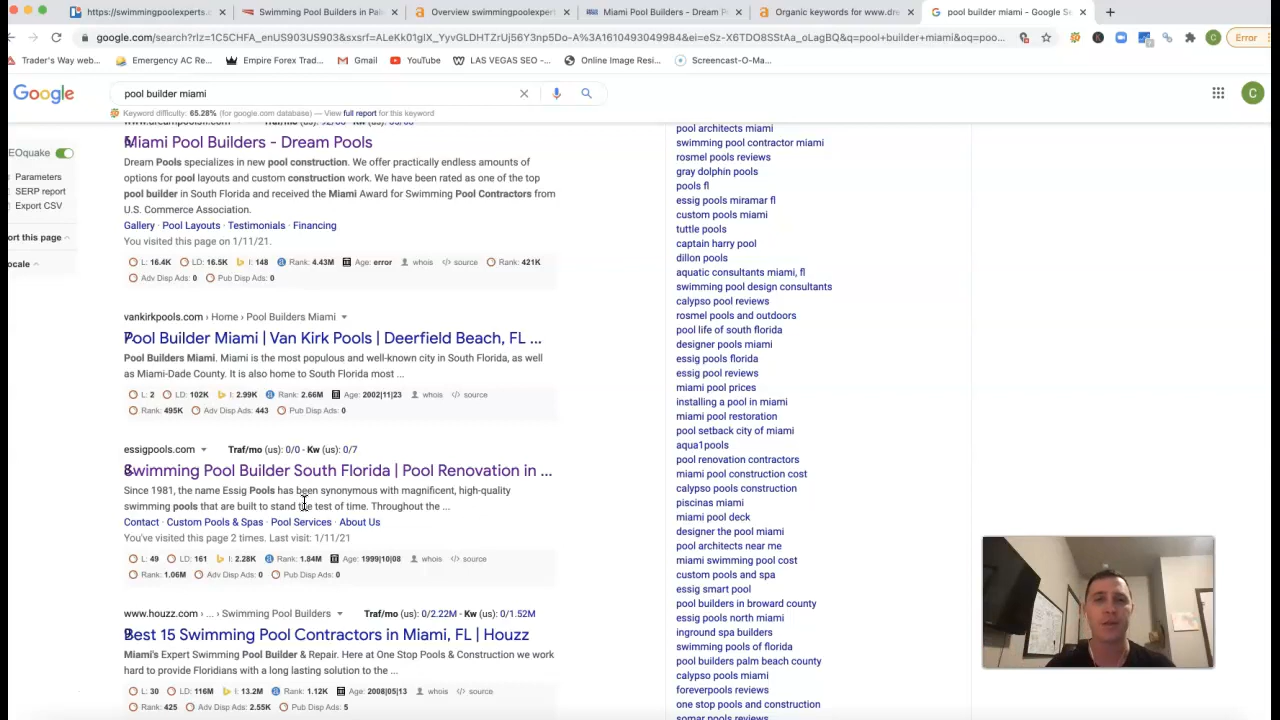 https://swimmingpoolexperts.c
Swimming Pool Builders in Pal
Overview swimmingpoolexpert
Miami Pool Builders - Dream P
Organic keywords for www.dre
pool builder miami - Google Se
google.com/search?rlz=1C5CHFA_enUS903US903&sxsrf=ALeKk01gIX_YyvGLDHTZrUj56Y3np5Do-A%3A1610493049984&ei=eSz-X6TDO8SStAa_oLagBQ&q=pool+builder+miami&oq=poo...
Error
Trader's Way web...
Emergency AC Re...
Empire Forex Trad...
Gmail
YouTube
LAS VEGAS SEO -...
Online Image Resi...
Screencast-O-Ma...
Google
pool builder miami
C
Keyword difficulty: 65.28% (for google.com database) — View full report for this keyword
EOquake
Parameters
SERP report
Export CSV
ort this page
ocale
Miami Pool Builders - Dream Pools
Dream Pools specializes in new pool construction. We offer practically endless amounts of
options for pool layouts and custom construction work. We have been rated as one of the top
pool builder in South Florida and received the Miami Award for Swimming Pool Contractors from
U.S. Commerce Association.
Gallery · Pool Layouts · Testimonials · Financing
You visited this page on 1/11/21.
L: 16.4K LD: 16.5K I: 148 Rank: 4.43M Age: error whois </> source Rank: 421K
Adv Disp Ads: 0 Pub Disp Ads: 0
vankirkpools.com › Home › Pool Builders Miami
7
Pool Builder Miami | Van Kirk Pools | Deerfield Beach, FL ...
Pool Builders Miami. Miami is the most populous and well-known city in South Florida, as well
as Miami-Dade County. It is also home to South Florida most ...
L: 2 LD: 102K I: 2.99K Rank: 2.66M Age: 2002|11|23 whois </> source
Rank: 495K Adv Disp Ads: 443 Pub Disp Ads: 0
essigpools.com Traf/mo (us): 0/0 - Kw (us): 0/7
8
Swimming Pool Builder South Florida | Pool Renovation in ...
Since 1981, the name Essig Pools has been synonymous with magnificent, high-quality
swimming pools that are built to stand the test of time. Throughout the ...
Contact · Custom Pools & Spas · Pool Services · About Us
You've visited this page 2 times. Last visit: 1/11/21
L: 49 LD: 161 I: 2.28K Rank: 1.84M Age: 1999|10|08 whois </> source
Rank: 1.06M Adv Disp Ads: 0 Pub Disp Ads: 0
www.houzz.com › ... › Swimming Pool Builders Traf/mo (us): 0/2.22M - Kw (us): 0/1.52M
9
Best 15 Swimming Pool Contractors in Miami, FL | Houzz
Miami's Expert Swimming Pool Builder & Repair. Here at One Stop Pools & Construction we work
hard to provide Floridians with a long lasting solution to the ...
L: 30 LD: 116M I: 13.2M Rank: 1.12K Age: 2008|05|13 whois </> source
Rank: 425 Adv Disp Ads: 2.55K Pub Disp Ads: 5
pool architects miami
swimming pool contractor miami
rosmel pools reviews
gray dolphin pools
pools fl
essig pools miramar fl
custom pools miami
tuttle pools
captain harry pool
dillon pools
aquatic consultants miami, fl
swimming pool design consultants
calypso pool reviews
rosmel pools and outdoors
pool life of south florida
designer pools miami
essig pools florida
essig pool reviews
miami pool prices
installing a pool in miami
miami pool restoration
pool setback city of miami
aqua1pools
pool renovation contractors
miami pool construction cost
calypso pools construction
piscinas miami
miami pool deck
designer the pool miami
pool architects near me
miami swimming pool cost
custom pools and spa
essig smart pool
pool builders in broward county
essig pools north miami
inground spa builders
swimming pools of florida
pool builders palm beach county
calypso pools miami
foreverpools reviews
one stop pools and construction
somar pools reviews